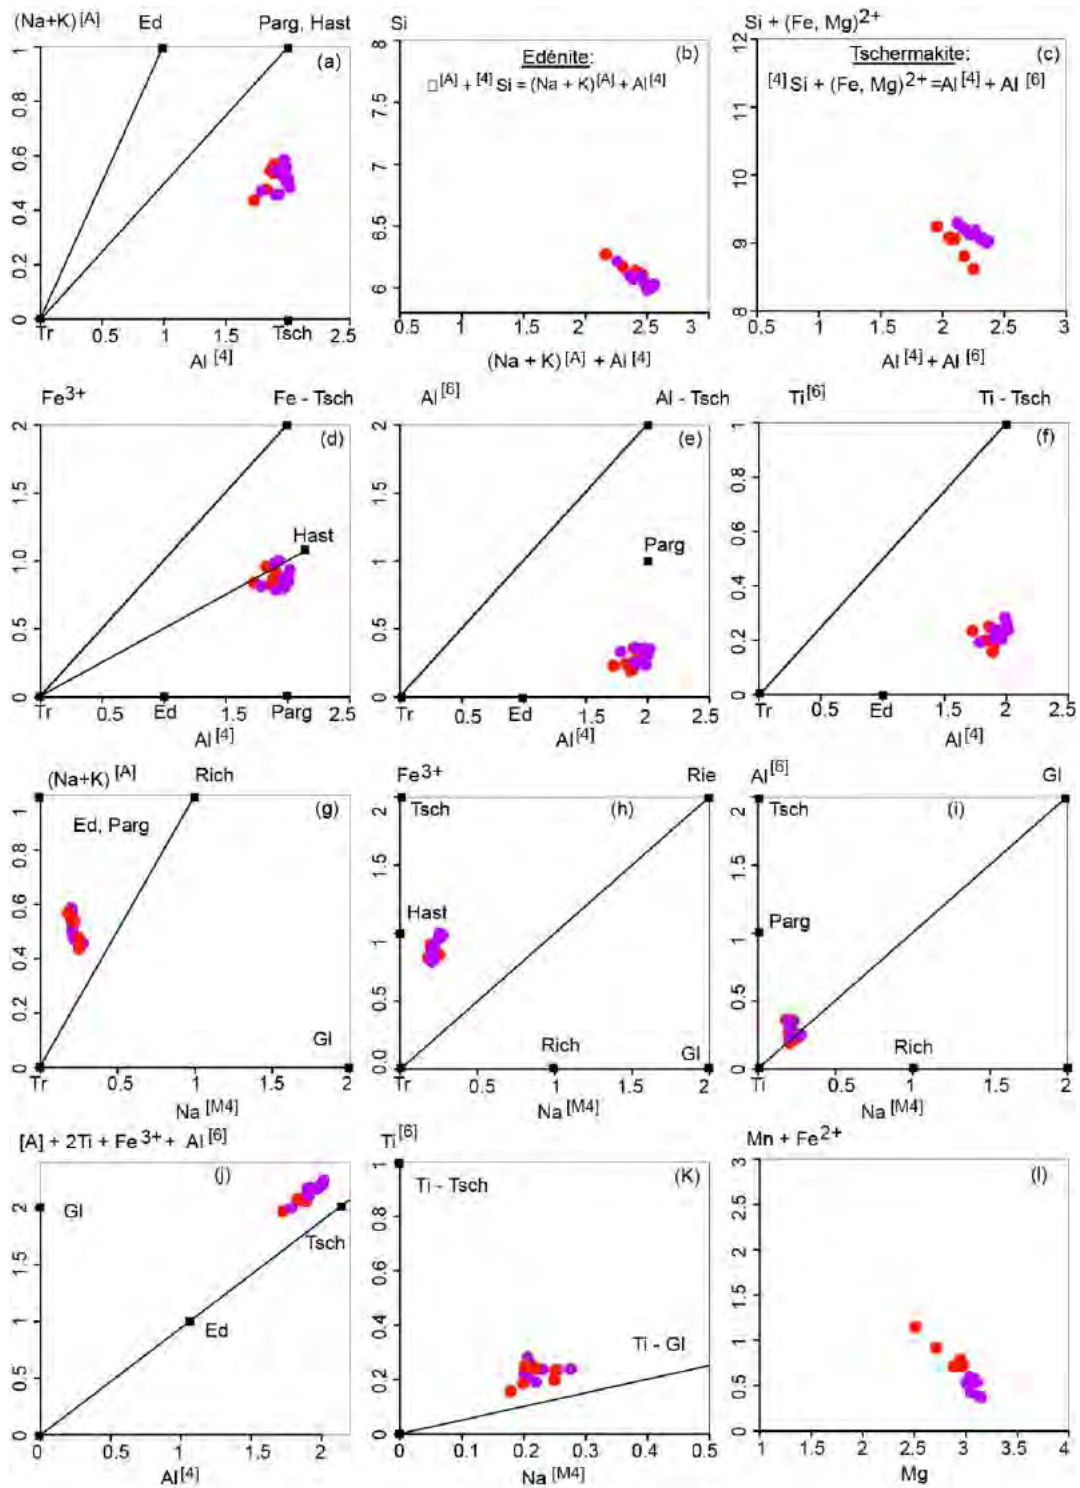 (Na+K) [A] Ed Parg, Hast
(a)
1
0.8
0.6
0.4
0.2
0
Tr 0.5 1 1.5 Tsch 2.5
Al [4]
Si
Edénite: (b)
□[A] + [4] Si = (Na + K)[A] + Al[4]
8
7.5
7
6.5
6
0.5 1 1.5 2 2.5 3
(Na + K) [A] + Al [4]
Si + (Fe, Mg)2+
Tschermakite: (c)
[4]Si + (Fe, Mg)2+ =Al[4] + Al [6]
12
11
10
9
8
0.5 1 1.5 2 2.5 3
Al [4] + Al [6]
Fe3+ Fe - Tsch
(d)
2
1.5
1.0
0.5
0
Hast
Tr 0.5 Ed 1.5 Parg 2.5
Al [4]
Al[6] Al - Tsch
(e)
2
1.5
1
0.5
0
Parg
Tr 0.5 Ed 1.5 2 2.5
Al[4]
Ti[6] Ti - Tsch
(f)
1
0.8
0.6
0.4
0.2
0
Tr 0.5 Ed 1.5 2 2.5
Al[4]
(Na+K) [A] Rich
Ed, Parg (g)
1
0.8
0.6
0.4
0.2
0
Gl
Tr 0.5 1 1.5 2
Na [M4]
Fe3+ Rie
Tsch (h)
2
1.5
1
0.5
0
Hast
Rich Gl
Tr 0.5 1 1.5 2
Na [M4]
Al[6] Gl
Tsch (i)
2
1.5
1
0.5
0
Parg
Rich
Ti 0.5 1 1.5 2
Na [M4]
[A] + 2Ti + Fe3+ + Al [6]
(j)
Gl
2
1.5
1
0.5
0
Tsch
Ed
0 0.5 1 1.5 2
Al[4]
Ti[6]
Ti - Tsch (K)
1
0.8
0.6
0.4
0.2
0
Ti - Gl
0 0.1 0.2 0.3 0.4 0.5
Na [M4]
Mn + Fe2+
(l)
3
2.5
2
1.5
1
0.5
0
1 1.5 2 2.5 3 3.5 4
Mg